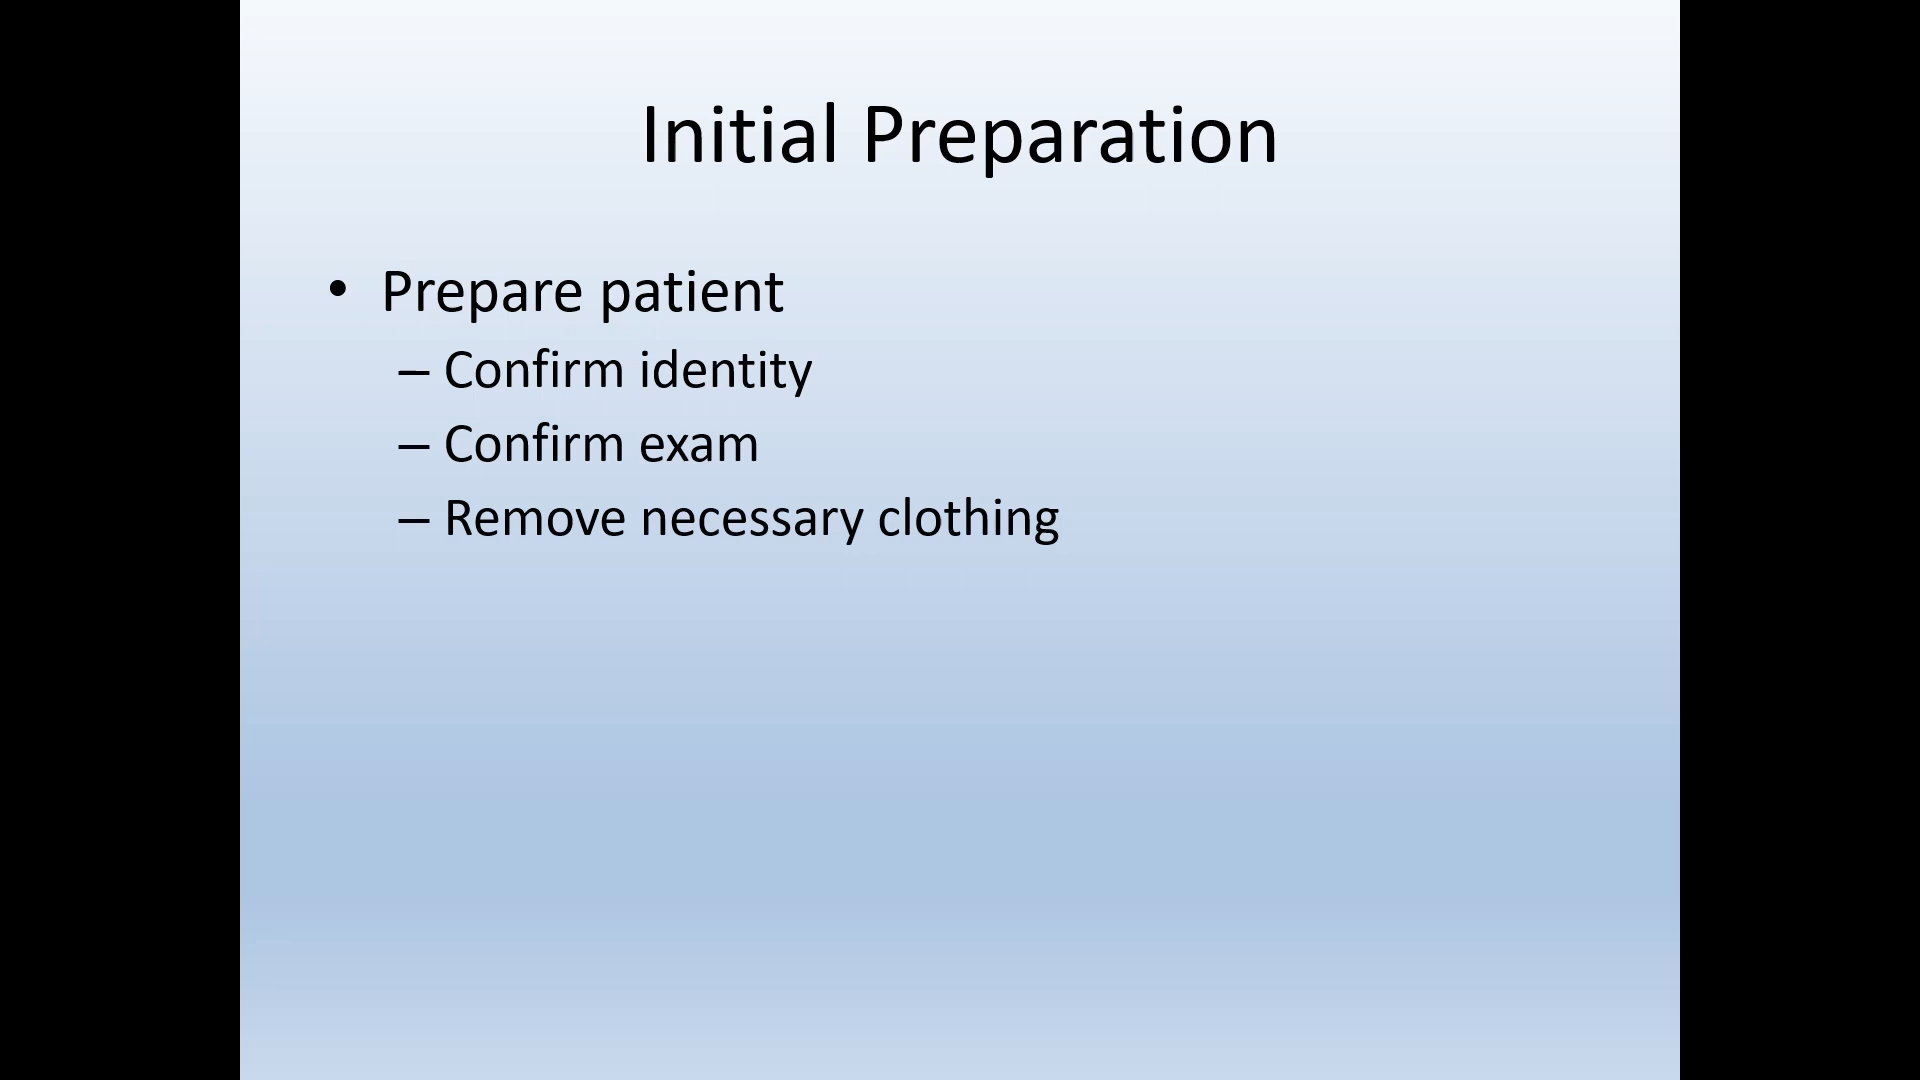 Initial Preparation
• Prepare patient
– Confirm identity
– Confirm exam
– Remove necessary clothing